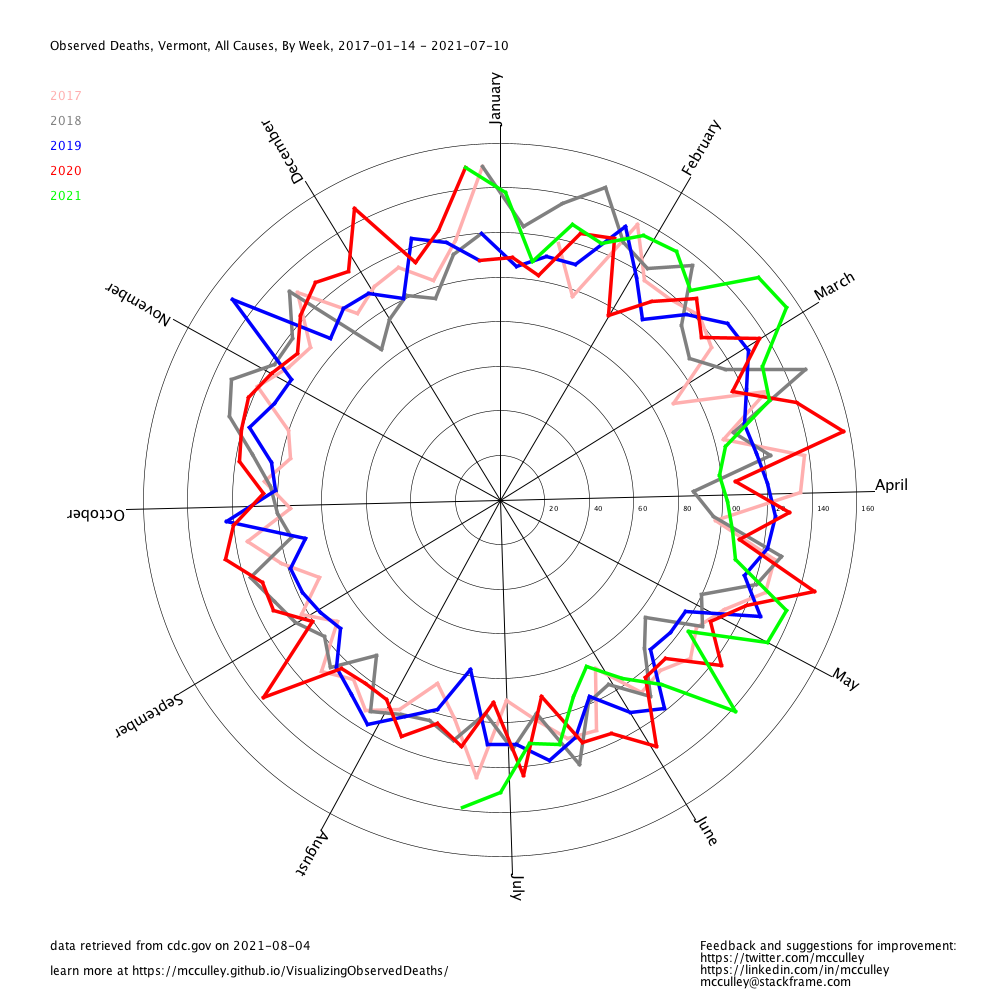 Observed Deaths, Vermont, All Causes, By Week, 2017-01-14 - 2021-07-10
2017
2018
2019
2020
2021
January
February
March
April
May
June
July
August
September
October
November
December
20
40
60
80
00
20
140
160
data retrieved from cdc.gov on 2021-08-04
learn more at https://mcculley.github.io/VisualizingObservedDeaths/
Feedback and suggestions for improvement:
https://twitter.com/mcculley
https://linkedin.com/in/mcculley
mcculley@stackframe.com